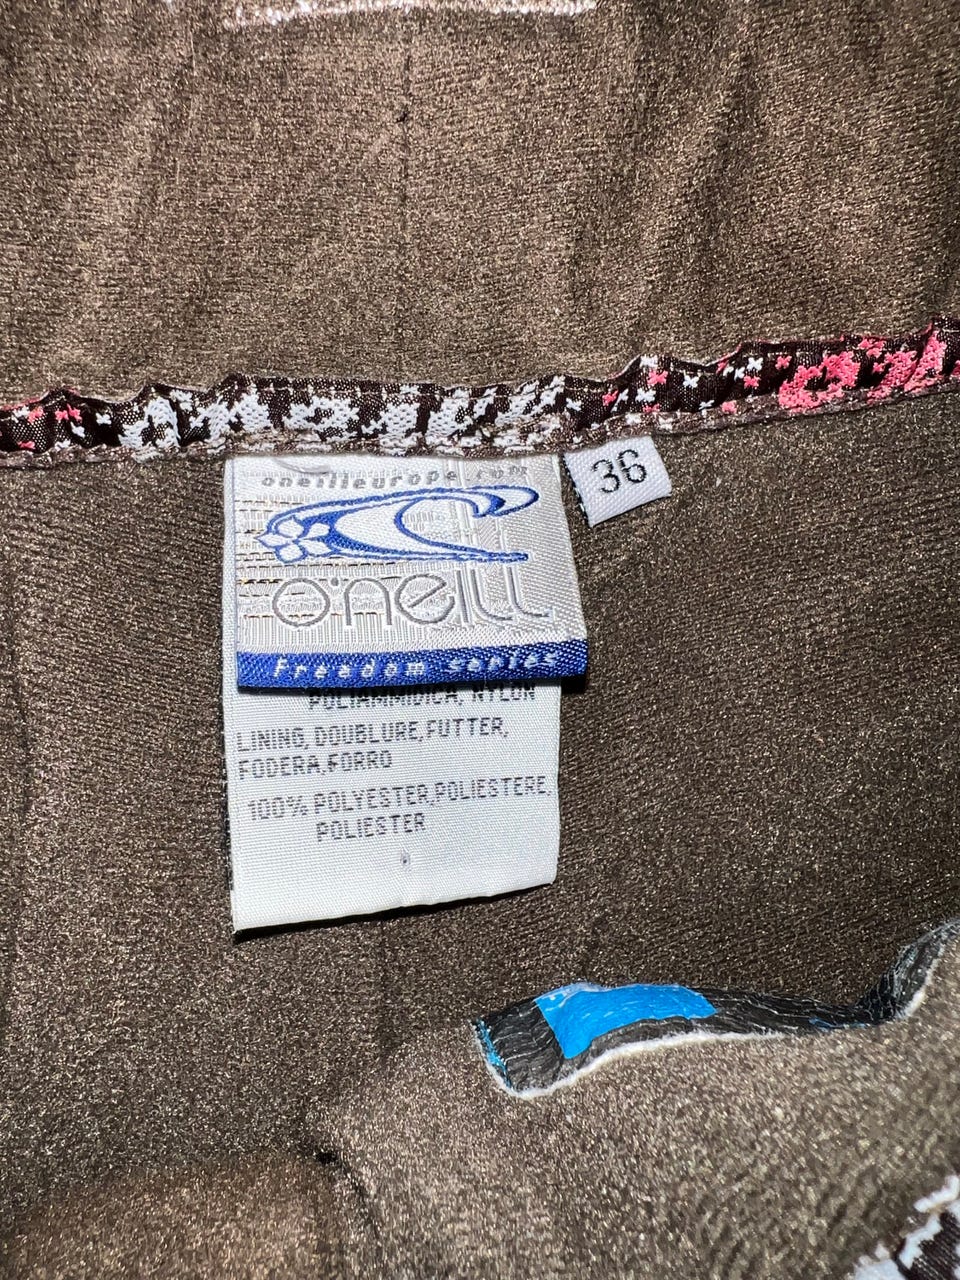 oneilleurope.com
36
O'NEILL
Freedom series
POLIAMMIDICA, NYLON
LINING, DOUBLURE, FUTTER,
FODERA, FORRO
100% POLYESTER, POLIESTERE,
POLIESTER